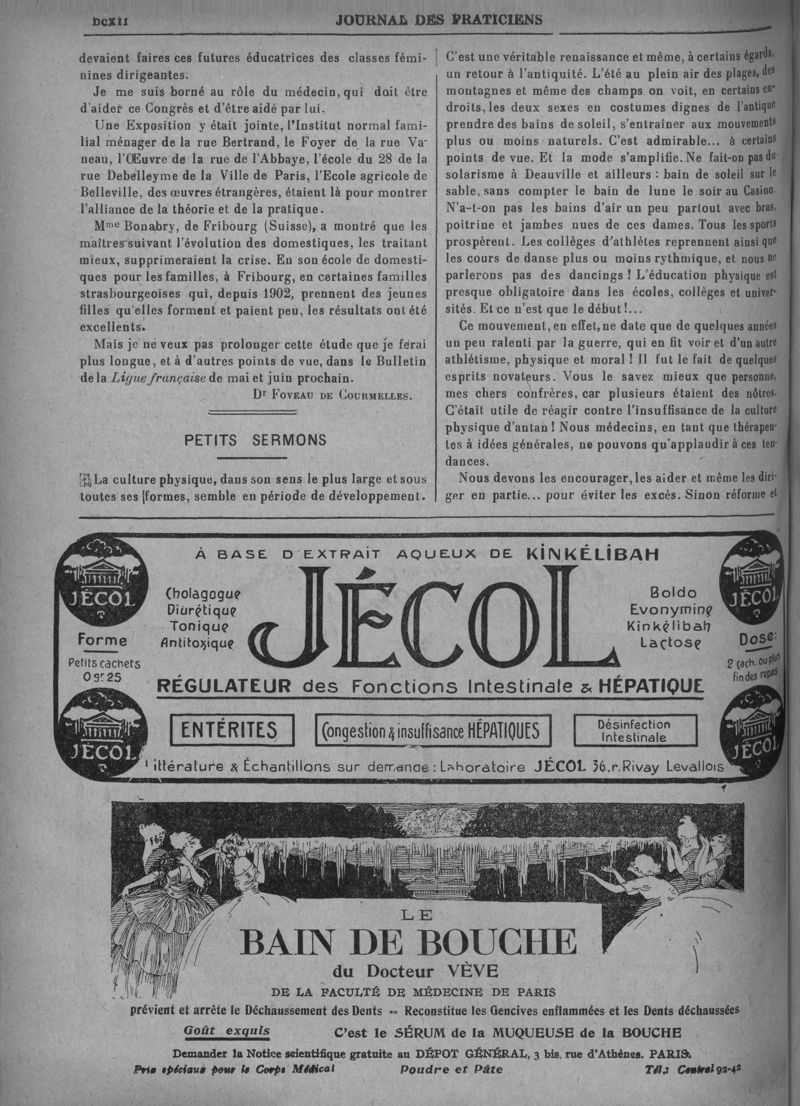 DCXII
JOURNAL DES PRATICIENS
devaient faires ces futures éducatrices des classes fémi-
nines dirigeantes.
Je me suis borné au rôle du médecin, qui doit être
d'aider ce Congrès et d'être aidé par lui.
Une Exposition y était jointe, l'Institut normal fami-
lial ménager de la rue Bertrand, le Foyer de la rue Va-
neau, l'Œuvre de la rue de l'Abbaye, l'école du 28 de la
rue Debelleyme de la Ville de Paris, l'Ecole agricole de
Belleville, des œuvres étrangères, étaient là pour montrer
l'alliance de la théorie et de la pratique.
Mme Bonabry, de Fribourg (Suisse), a montré que les
maîtres suivant l'évolution des domestiques, les traitant
mieux, supprimeraient la crise. En son école de domesti-
ques pour les familles, à Fribourg, en certaines familles
strasbourgeoises qui, depuis 1902, prennent des jeunes
filles qu'elles forment et paient peu, les résultats ont été
excellents.
Mais je ne veux pas prolonger cette étude que je ferai
plus longue, et à d'autres points de vue, dans le Bulletin
de la Ligue française de mai et juin prochain.
Dr FOVEAU DE COURMELLES.
PETITS SERMONS
La culture physique, dans son sens le plus large et sous
toutes ses |formes, semble en période de développement.
C'est une véritable renaissance et même, à certains égards,
un retour à l'antiquité. L'été au plein air des plages, des
montagnes et même des champs on voit, en certains en-
droits, les deux sexes en costumes dignes de l'antique
prendre des bains de soleil, s'entraîner aux mouvements
plus ou moins naturels. C'est admirable... à certains
points de vue. Et la mode s'amplifie. Ne fait-on pas du
solarisme à Deauville et ailleurs : bain de soleil sur le
sable, sans compter le bain de lune le soir au Casino.
N'a-t-on pas les bains d'air un peu partout avec bras,
poitrine et jambes nues de ces dames. Tous les sports
prospèrent. Les collèges d'athlètes reprennent ainsi que
les cours de danse plus ou moins rythmique, et nous ne
parlerons pas des dancings ! L'éducation physique est
presque obligatoire dans les écoles, collèges et univer-
sités. Et ce n'est que le début !...
Ce mouvement, en effet, ne date que de quelques années
un peu ralenti par la guerre, qui en fit voir et d'un autre
athlétisme, physique et moral ! Il fut le fait de quelques
esprits novateurs. Vous le savez mieux que personne,
mes chers confrères, car plusieurs étaient des nôtres.
C'était utile de réagir contre l'insuffisance de la culture
physique d'antan ! Nous médecins, en tant que thérapeu-
tes à idées générales, ne pouvons qu'applaudir à ces ten-
dances.
Nous devons les encourager, les aider et même les diri-
ger en partie... pour éviter les excès. Sinon réforme et
A BASE D'EXTRAIT AQUEUX DE KINKÉLIBAH
JÉCOL
JÉCOL
JÉCOL
Cholagogue
Diurétique
Tonique
Antitoxique
Boldo
Evonymine
Kinkélibah
Lactose
Forme
Petits cachets
0gr25
Dose:
2 cach. ou plus
fin des repas
RÉGULATEUR des Fonctions Intestinale & HÉPATIQUE
ENTÉRITES
Congestion & insuffisance HÉPATIQUES
Désinfection
Intestinale
JÉCOL
JÉCOL
Littérature & Échantillons sur demande : Laboratoire JÉCOL 36.r.Rivay Levallois
LE
BAIN DE BOUCHE
du Docteur VÈVE
DE LA FACULTÉ DE MÉDECINE DE PARIS
prévient et arrête le Déchaussement des Dents -- Reconstitue les Gencives enflammées et les Dents déchaussées
Goût exquis C'est le SÉRUM de la MUQUEUSE de la BOUCHE
Demander la Notice scientifique gratuite au DÉPOT GÉNÉRAL, 3 bis, rue d'Athènes. PARIS.
Prix spéciaux pour le Corps Médical Poudre et Pâte Tél.: Central 92-42